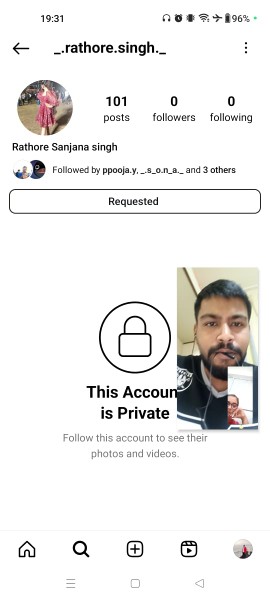 19:31
96%
_.rathore.singh._
101
posts
0
followers
0
following
Rathore Sanjana singh
Followed by ppooja.y, _.s_o_n.a._ and 3 others
Requested
This Accoun
is Private
Follow this account to see their
photos and videos.